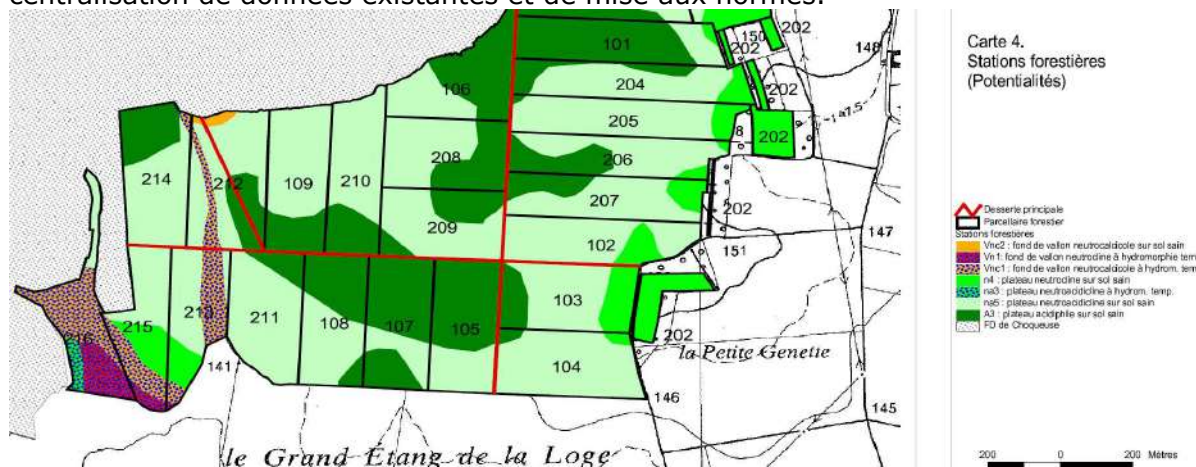 centralisation de données existantes et de mise aux normes.
Carte 4.
Stations forestières
(Potentialités)
101
150
202
202
148
106
204
202
147.5
205
8
202
208
206
214
212
109
210
207
209
202
102
147
151
103
215
213
211
108
107
105
202
la Petite Genette
104
141
146
145
le Grand Étang de la Loge
Desserte principale
Parcellaire forestier
Stations forestières
Vnc2 : fond de vallon neutrocalcicole sur sol sain
Vn1: fond de vallon neutrocline à hydromorphie tem
Vnc1 : fond de vallon neutrocalcicole à hydrom. tem
n4 : plateau neutrocline sur sol sain
na3 : plateau neutroacidicline à hydrom. temp.
na5 : plateau neutroacidicline sur sol sain
A3 : plateau acidiphile sur sol sain
FD de Choqueuse
200 0 200 Mètres